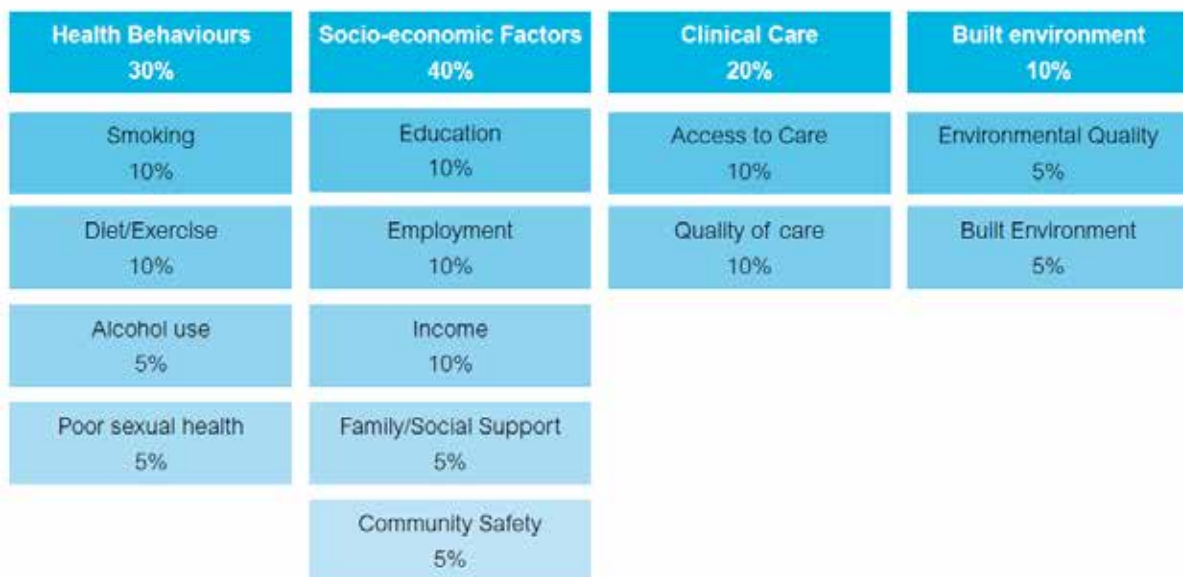 Health Behaviours
30%
Smoking
10%
Diet/Exercise
10%
Alcohol use
5%
Poor sexual health
5%
Socio-economic Factors
40%
Education
10%
Employment
10%
Income
10%
Family/Social Support
5%
Community Safety
5%
Clinical Care
20%
Access to Care
10%
Quality of care
10%
Built environment
10%
Environmental Quality
5%
Built Environment
5%